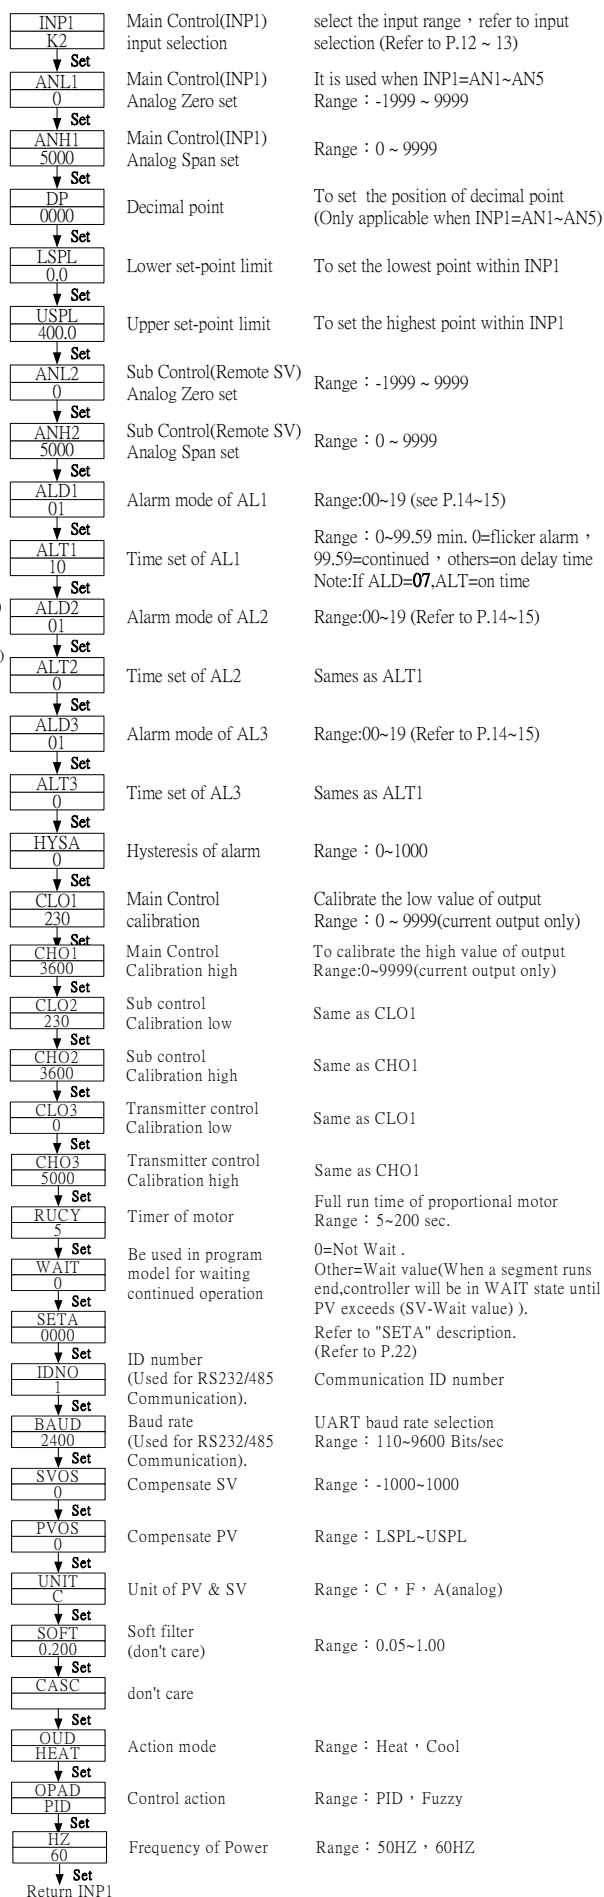 INP1
K2
Main Control(INP1)
input selection
select the input range，refer to input
selection (Refer to P.12 ~ 13)
Set
ANL1
0
Main Control(INP1)
Analog Zero set
It is used when INP1=AN1~AN5
Range：-1999 ~ 9999
Set
ANH1
5000
Main Control(INP1)
Analog Span set
Range：0 ~ 9999
Set
DP
0000
Decimal point
To set the position of decimal point
(Only applicable when INP1=AN1~AN5)
Set
LSPL
0.0
Lower set-point limit
To set the lowest point within INP1
Set
USPL
400.0
Upper set-point limit
To set the highest point within INP1
Set
ANL2
0
Sub Control(Remote SV)
Analog Zero set
Range：-1999 ~ 9999
Set
ANH2
5000
Sub Control(Remote SV)
Analog Span set
Range：0 ~ 9999
Set
ALD1
01
Alarm mode of AL1
Range:00~19 (see P.14~15)
Set
ALT1
10
Time set of AL1
Range：0~99.59 min. 0=flicker alarm，
99.59=continued，others=on delay time
Note:If ALD=07,ALT=on time
Set
ALD2
01
Alarm mode of AL2
Range:00~19 (Refer to P.14~15)
)
Set
ALT2
0
Time set of AL2
Sames as ALT1
Set
ALD3
01
Alarm mode of AL3
Range:00~19 (Refer to P.14~15)
Set
ALT3
0
Time set of AL3
Sames as ALT1
Set
HYSA
0
Hysteresis of alarm
Range：0~1000
Set
CLO1
230
Main Control
calibration
Calibrate the low value of output
Range：0 ~ 9999(current output only)
Set
CHO1
3600
Main Control
Calibration high
To calibrate the high value of output
Range:0~9999(current output only)
Set
CLO2
230
Sub control
Calibration low
Same as CLO1
Set
CHO2
3600
Sub control
Calibration high
Same as CHO1
Set
CLO3
0
Transmitter control
Calibration low
Same as CLO1
Set
CHO3
5000
Transmitter control
Calibration high
Same as CHO1
Set
RUCY
5
Timer of motor
Full run time of proportional motor
Range：5~200 sec.
Set
WAIT
0
Be used in program
model for waiting
continued operation
0=Not Wait .
Other=Wait value(When a segment runs
end,controller will be in WAIT state until
PV exceeds (SV-Wait value) ).
Set
SETA
0000
Refer to "SETA" description.
(Refer to P.22)
Set
IDNO
1
ID number
(Used for RS232/485
Communication).
Communication ID number
Set
BAUD
2400
Baud rate
(Used for RS232/485
Communication).
UART baud rate selection
Range：110~9600 Bits/sec
Set
SVOS
0
Compensate SV
Range：-1000~1000
Set
PVOS
0
Compensate PV
Range：LSPL~USPL
Set
UNIT
C
Unit of PV & SV
Range：C，F，A(analog)
Set
SOFT
0.200
Soft filter
(don't care)
Range：0.05~1.00
Set
CASC
don't care
Set
OUD
HEAT
Action mode
Range：Heat，Cool
Set
OPAD
PID
Control action
Range：PID，Fuzzy
Set
HZ
60
Frequency of Power
Range：50HZ，60HZ
Set
Return INP1